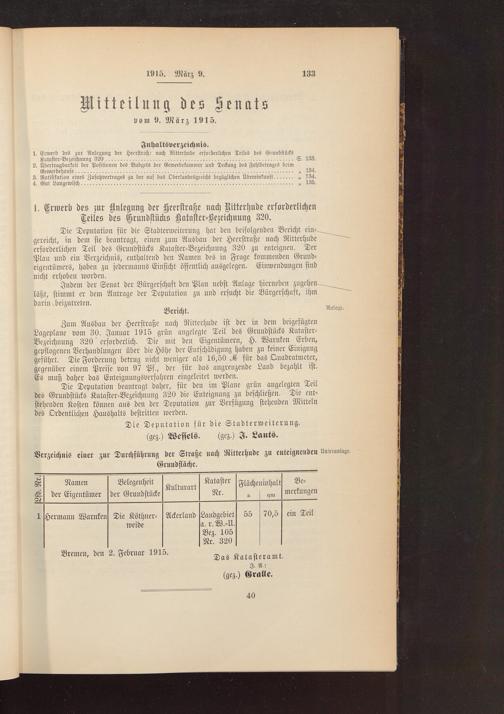 1915. März 9. 133
Mitteilung des Senats
vom 9. März 1915.
Inhaltsverzeichnis.
1. Erwerb des zur Anlegung der Heerstraße nach Ritterhude erforderlichen Teiles des Grundstücks
Kataster-Bezeichnung 320 S. 133.
2. Übertragbarkeit der Positionen des Budgets der Gewerbekammer und Deckung des Fehlbetrages beim
Gewerbehause „ 134.
3. Ratifikation eines Zusatzvertrages zu der auf das Oberlandesgericht bezüglichen Übereinkunft „ 134.
4. Gut Langewisch „ 135.
1. Erwerb des zur Anlegung der Heerstraße nach Ritterhude erforderlichen
Teiles des Grundstücks Kataster-Bezeichnung 320.
Die Deputation für die Stadterweiterung hat den beifolgenden Bericht ein-
gereicht, in dem sie beantragt, einen zum Ausbau der Heerstraße nach Ritterhude
erforderlichen Teil des Grundstücks Kataster-Bezeichnung 320 zu enteignen. Der
Plan und ein Verzeichnis, enthaltend den Namen des in Frage kommenden Grund-
eigentümers, haben zu jedermanns Einsicht öffentlich ausgelegen. Einwendungen sind
nicht erhoben worden.
Indem der Senat der Bürgerschaft den Plan nebst Anlage hierneben zugehen
läßt, stimmt er dem Antrage der Deputation zu und ersucht die Bürgerschaft, ihm
darin beizutreten.
Bericht.
Anlage.
Zum Ausbau der Heerstraße nach Ritterhude ist der in dem beigefügten
Lageplane vom 30. Januar 1915 grün angelegte Teil des Grundstücks Kataster-
Bezeichnung 320 erforderlich. Die mit den Eigentümern, H. Warnken Erben,
gepflogenen Verhandlungen über die Höhe der Entschädigung haben zu keiner Einigung
geführt. Die Forderung betrug nicht weniger als 16,50 ℳ für das Quadratmeter,
gegenüber einem Preise von 97 Pf., der für das angrenzende Land bezahlt ist.
Es muß daher das Enteignungsverfahren eingeleitet werden.
Die Deputation beantragt daher, für den im Plane grün angelegten Teil
des Grundstücks Kataster-Bezeichnung 320 die Enteignung zu beschließen. Die ent-
stehenden Kosten können aus den der Deputation zur Verfügung stehenden Mitteln
des Ordentlichen Haushalts bestritten werden.
Die Deputation für die Stadterweiterung.
(gez.) Wessels. (gez.) J. Lauts.
Verzeichnis einer zur Durchführung der Straße nach Ritterhude zu enteignenden Unteranlage.
Grundfläche.
Lfd. Nr. Namen der Eigentümer Belegenheit der Grundstücke Kulturart Kataster Nr. Flächeninhalt a qm Be-
merkungen
1 Hermann Warnken Die Köthner- Ackerland Landgebiet 55 70,5 ein Teil
weide a. r. W.-U.
Bez. 105
Nr. 320
Bremen, den 2. Februar 1915.
Das Katasteramt.
J. A.:
(gez.) Gralle.
40